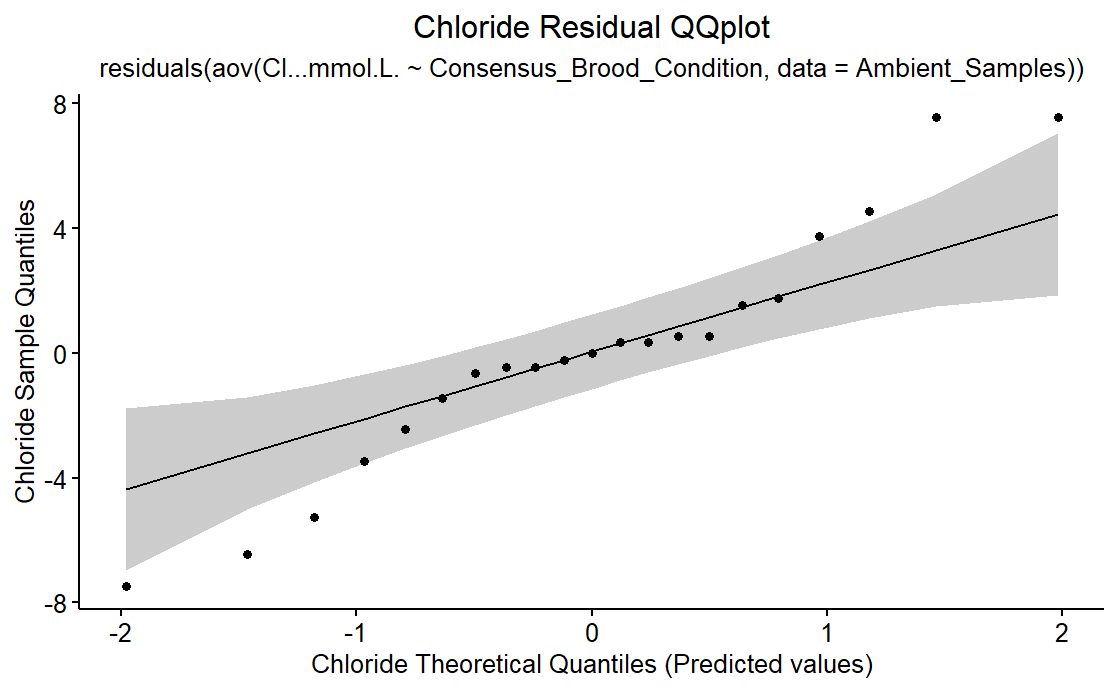 Chloride Residual QQplot
residuals(aov(Cl...mmol.L. ~ Consensus_Brood_Condition, data = Ambient_Samples))
8
4
0
-4
-8
Chloride Sample Quantiles
-2
-1
0
1
2
Chloride Theoretical Quantiles (Predicted values)